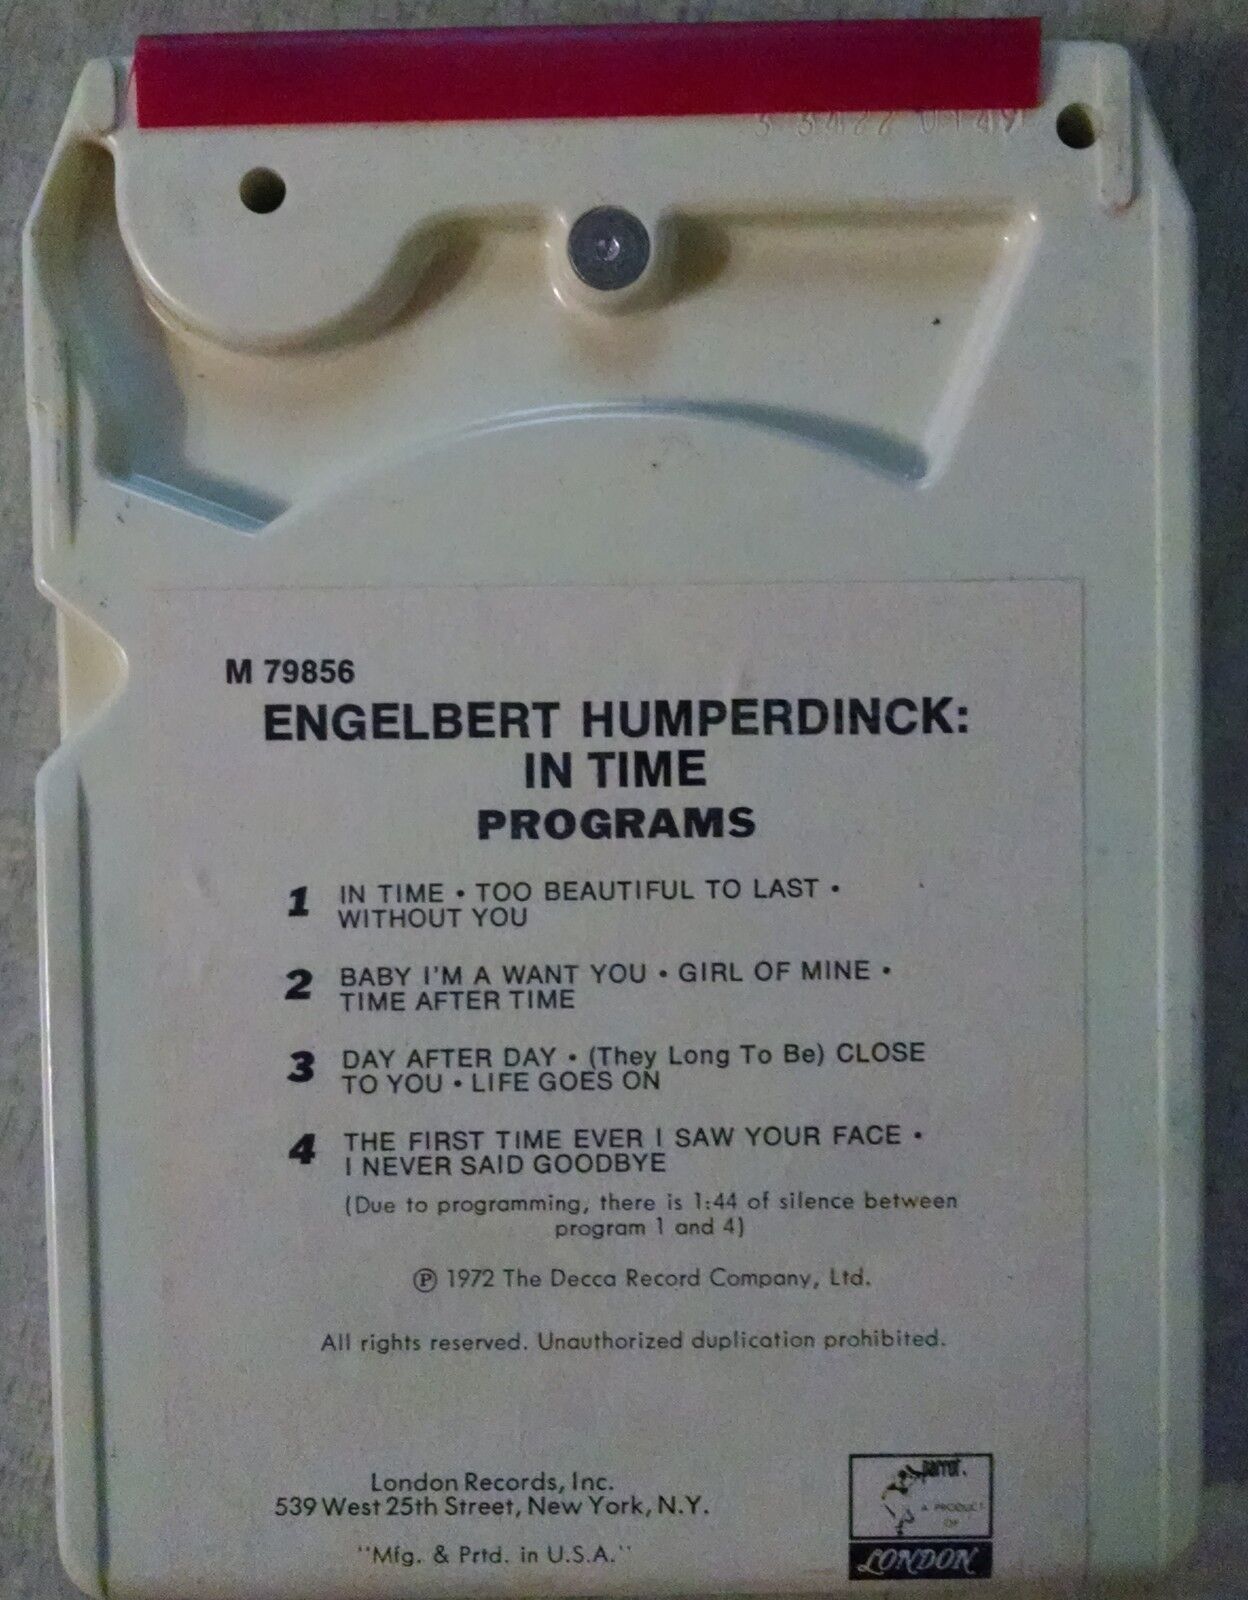 M 79856
ENGELBERT HUMPERDINCK:
IN TIME
PROGRAMS
1 IN TIME • TOO BEAUTIFUL TO LAST •
WITHOUT YOU
2 BABY I'M A WANT YOU • GIRL OF MINE •
TIME AFTER TIME
3 DAY AFTER DAY • (They Long To Be) CLOSE
TO YOU • LIFE GOES ON
4 THE FIRST TIME EVER I SAW YOUR FACE •
I NEVER SAID GOODBYE
(Due to programming, there is 1:44 of silence between
program 1 and 4)
Ⓟ 1972 The Decca Record Company, Ltd.
All rights reserved. Unauthorized duplication prohibited.
London Records, Inc.
539 West 25th Street, New York, N.Y.
"Mfg. & Prtd. in U.S.A."
parrot.
A PRODUCT
OF
LONDON